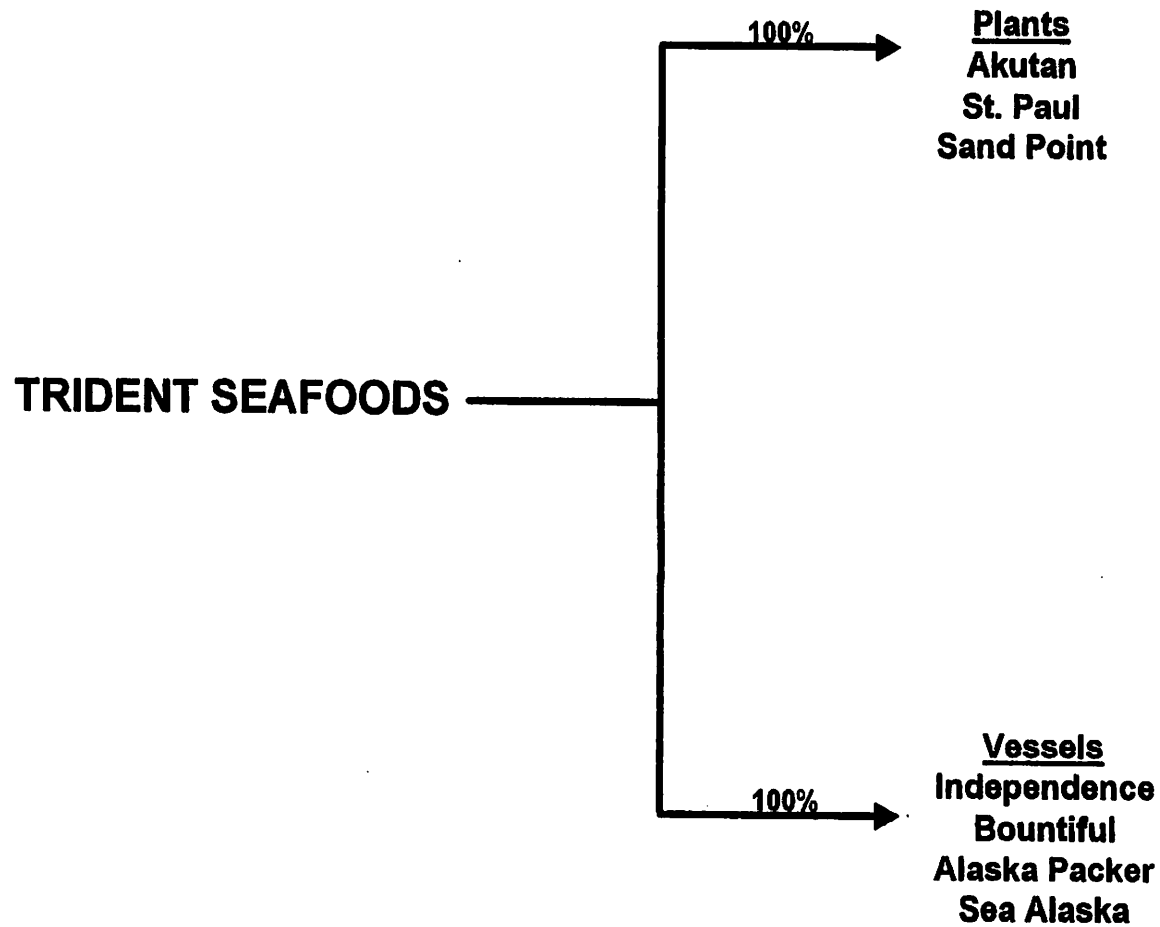 100%
Plants
Akutan
St. Paul
Sand Point
TRIDENT SEAFOODS
100%
Vessels
Independence
Bountiful
Alaska Packer
Sea Alaska